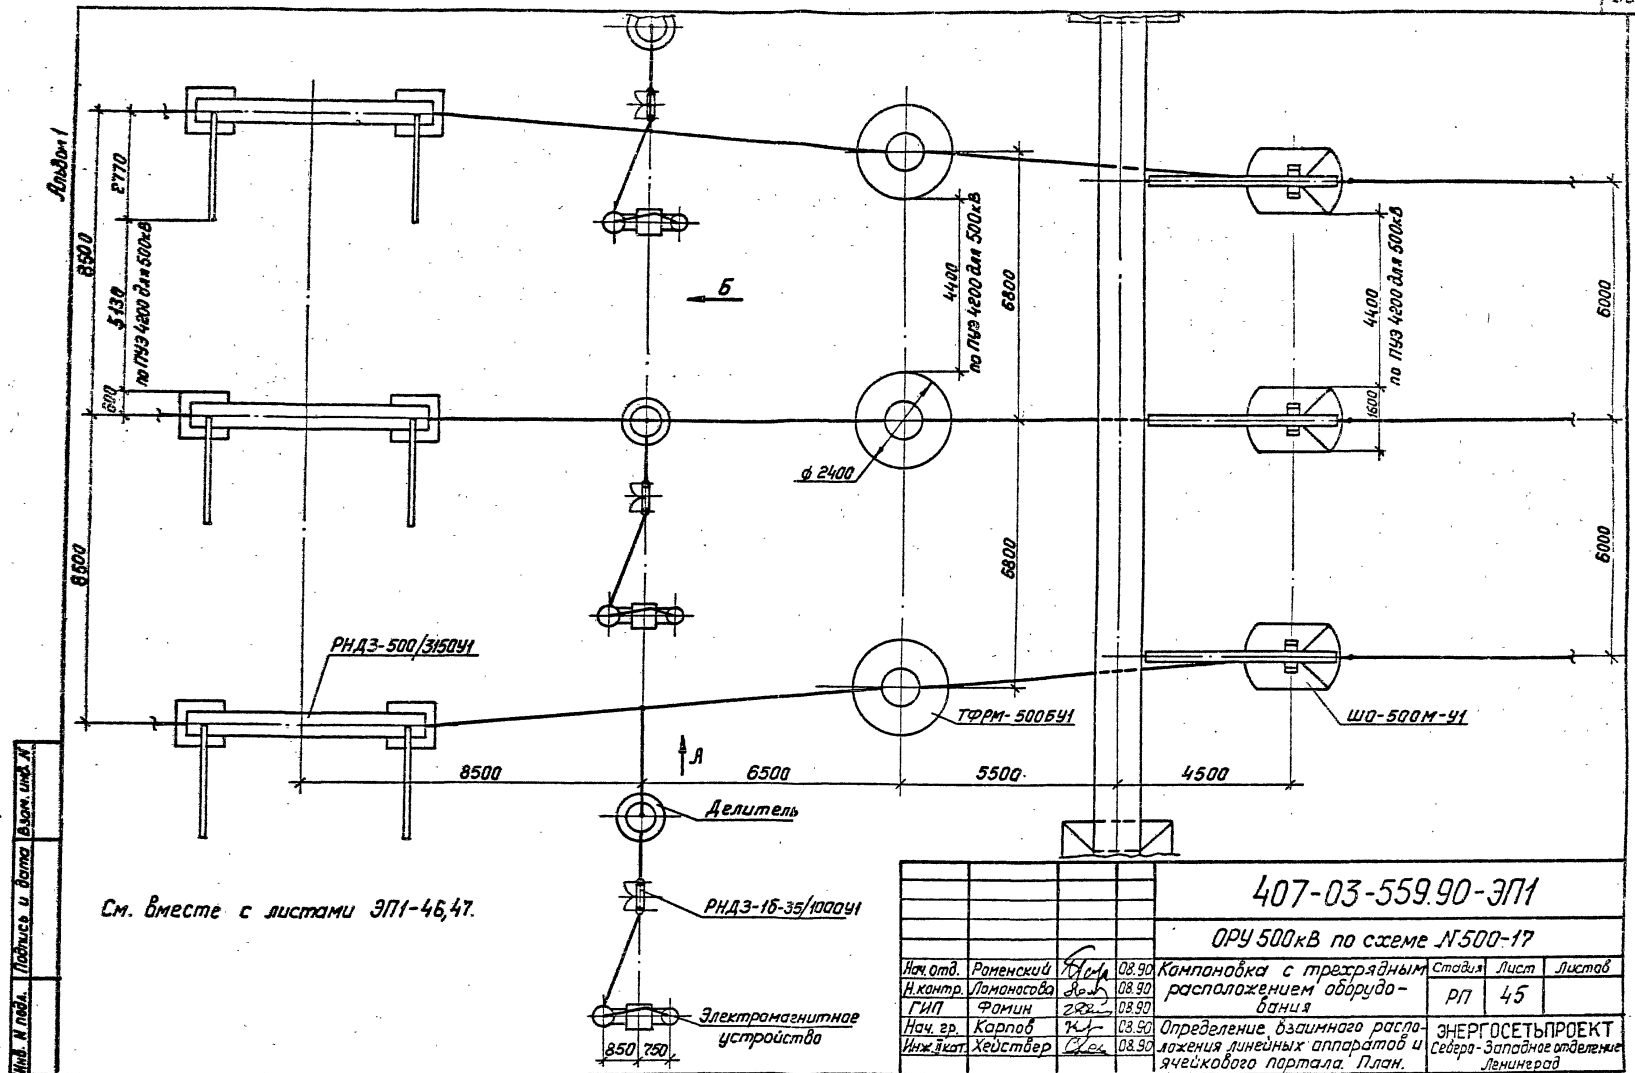 Альбом 1
8500
2770
5130
по ПУЭ 4200 для 500кВ
600
8500
Б
4400
по ПУЭ 4200 для 500кВ
6800
6800
ϕ 2400
4400
по ПУЭ 4200 для 500кВ
1600
6000
6000
РНДЗ-500/3150У1
ТФРМ-500БУ1
ШО-500М-У1
8500
6500
5500
4500
А
Делитель
РНДЗ-1б-35/1000У1
Электромагнитное
устройство
850
750
См. вместе с листами ЭП1-46,47.
Взам. инв. N
Подпись и дата
Инв. N подл.
407-03-559.90-ЭП1
ОРУ 500кВ по схеме N500-17
Нач. отд. Роменский 08.90
Н.контр. Ломоносова 08.90
ГИП Фомин 08.90
Нач. гр. Карпов 08.90
08.90
Компоновка с трехрядным
расположением оборудо-
вания
Стадия Лист Листов
РП 45
Определение взаимного распо-
ложения линейных аппаратов и
ячейкового портала. План.
ЭНЕРГОСЕТЬПРОЕКТ
Северо-Западное отделение
Ленинград